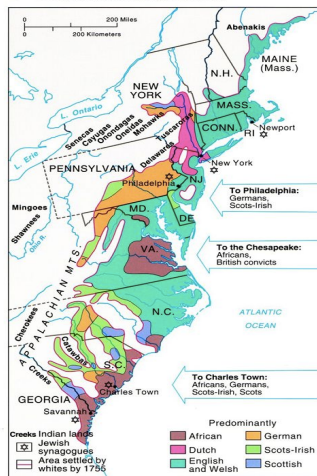 0 200 Miles
0 200 Kilometers
Abenakis
MAINE
(Mass.)
N.H.
NEW
YORK
MASS.
CONN.
RI
Newport
L. Ontario
L. Erie
Senecas
Cayugas
Onondagas
Oneidas
Mohawks
Tuscaroras
Delawares
New York
PENNSYLVANIA
Philadelphia
NJ
To Philadelphia:
Germans,
Scots-Irish
Mingoes
Shawnees
Ohio R.
MD.
DE
To the Chesapeake:
Africans,
British convicts
VA.
APPALACHIAN MTS
N.C.
ATLANTIC
OCEAN
Cherokees
Catawbas
S.C.
Creeks
Charles Town
To Charles Town:
Africans, Germans,
Scots-Irish, Scots
GEORGIA
Savannah
Creeks Indian lands
Jewish
synagogues
Area settled by
whites by 1755
Predominantly
African
German
Dutch
Scots-Irish
English
and Welsh
Scottish